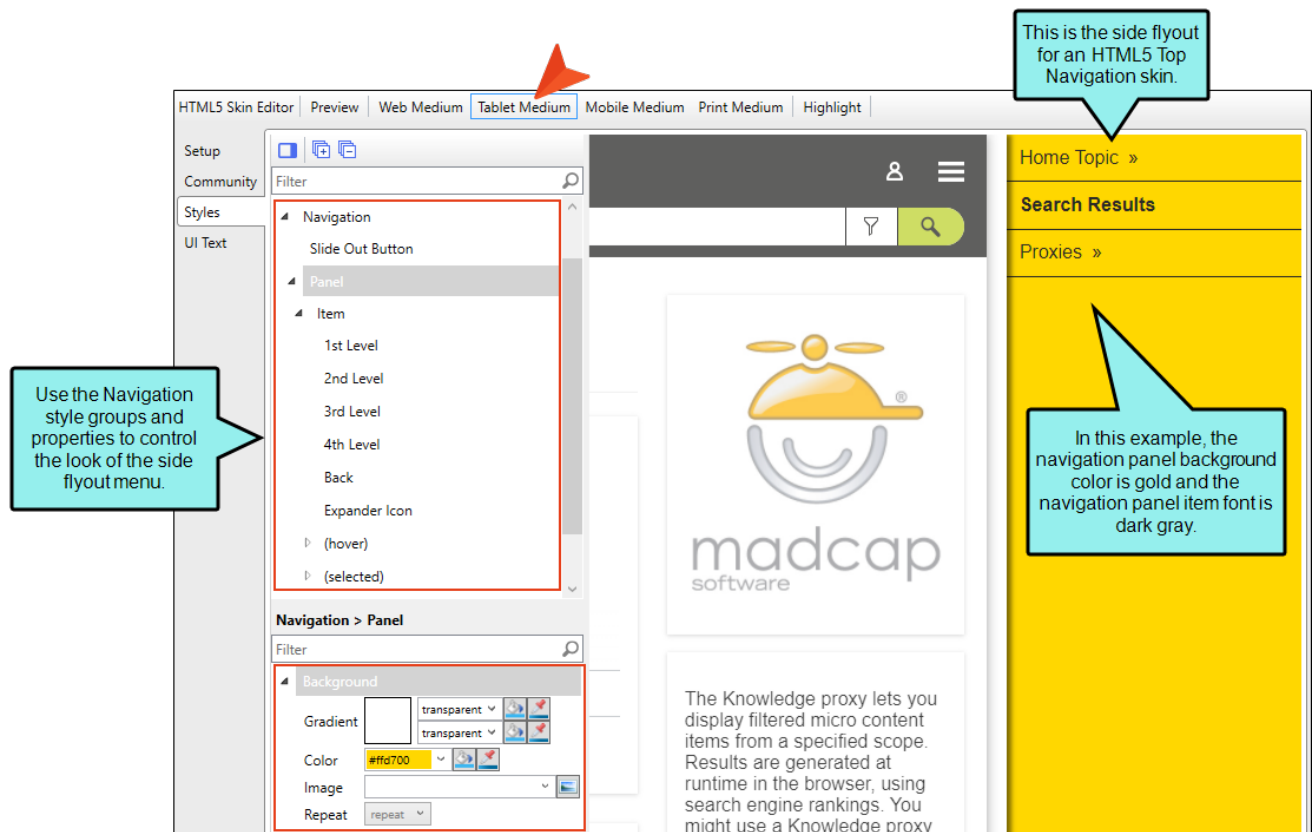 This is the side flyout
for an HTML5 Top
Navigation skin.
HTML5 Skin Editor Preview Web Medium Tablet Medium Mobile Medium Print Medium Highlight
Setup
Community
Styles
UI Text
Filter
Navigation
Slide Out Button
Panel
Item
1st Level
2nd Level
3rd Level
4th Level
Back
Expander Icon
(hover)
(selected)
Navigation > Panel
Filter
Background
Gradient
transparent
transparent
Color
#ffd700
Image
Repeat
repeat
Use the Navigation
style groups and
properties to control
the look of the side
flyout menu.
®
madcap
software
The Knowledge proxy lets you
display filtered micro content
items from a specified scope.
Results are generated at
runtime in the browser, using
search engine rankings. You
might use a Knowledge proxy
Home Topic »
Search Results
Proxies »
In this example, the
navigation panel background
color is gold and the
navigation panel item font is
dark gray.